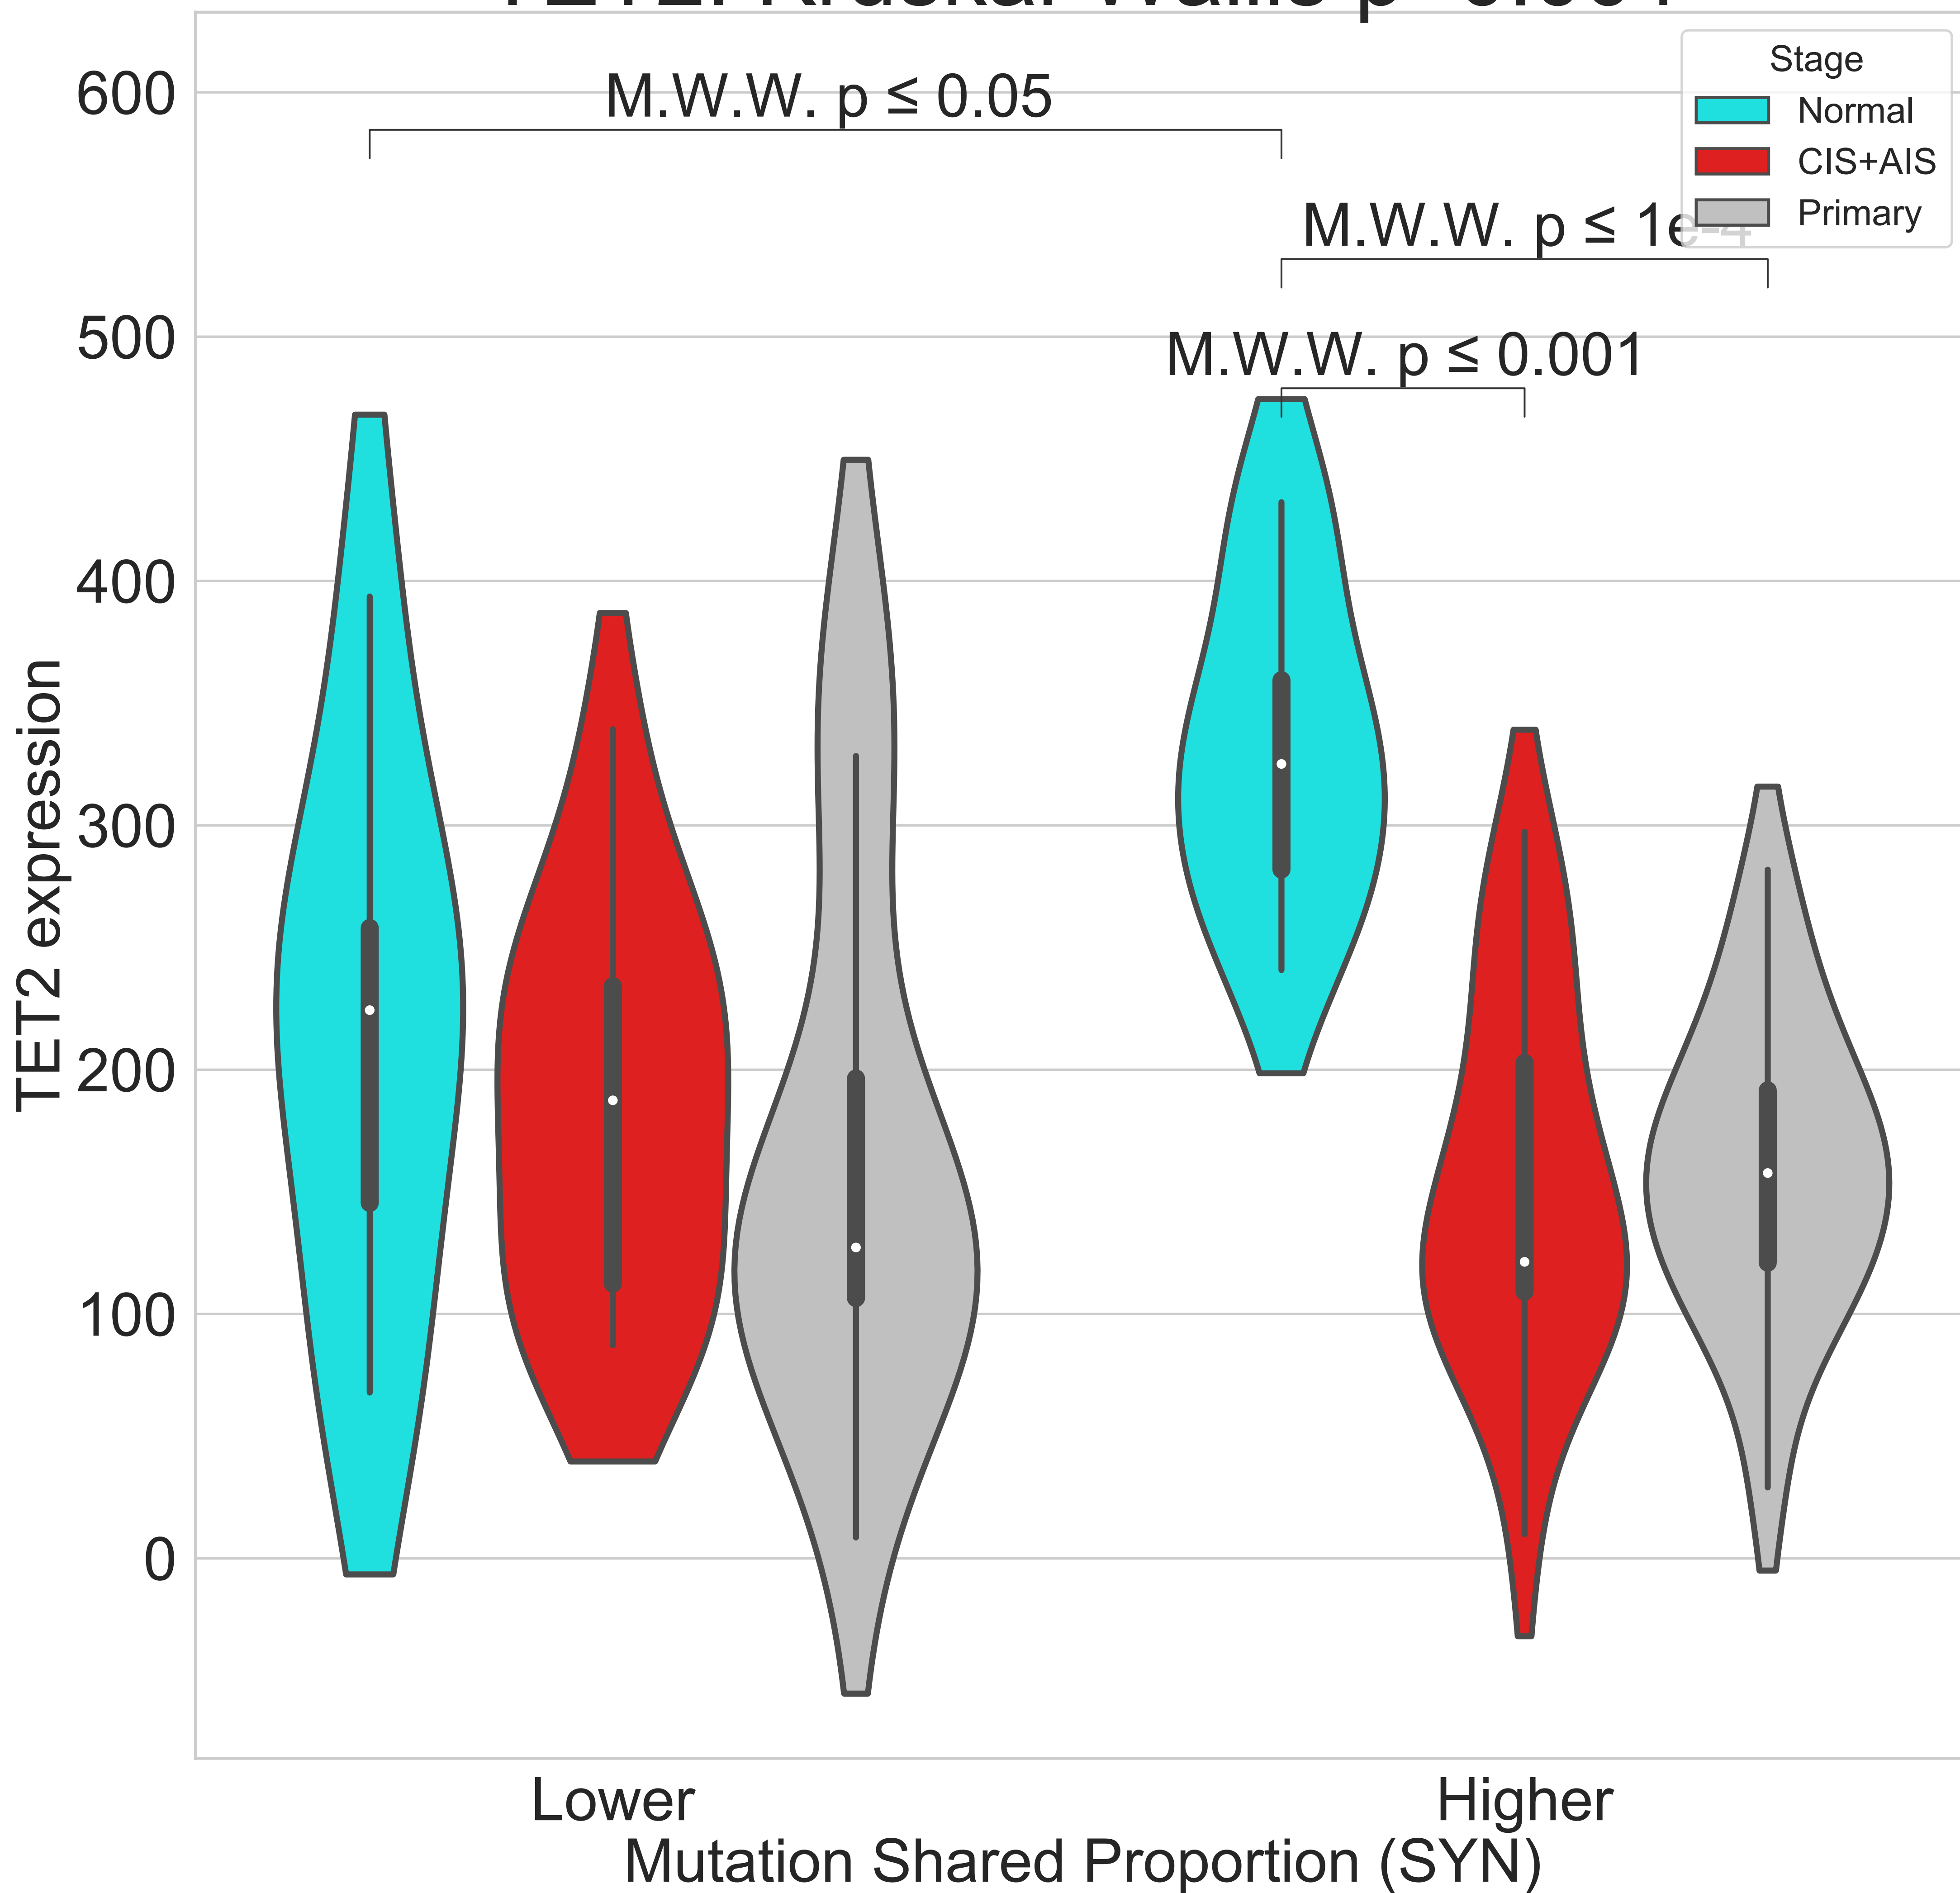 Stage
Normal
CIS+AIS
Primary
M.W.W. p ≤ 0.05
M.W.W. p ≤ 1e-4
M.W.W. p ≤ 0.001
600
500
400
300
200
100
0
TET2 expression
Lower
Higher
Mutation Shared Proportion (SYN)